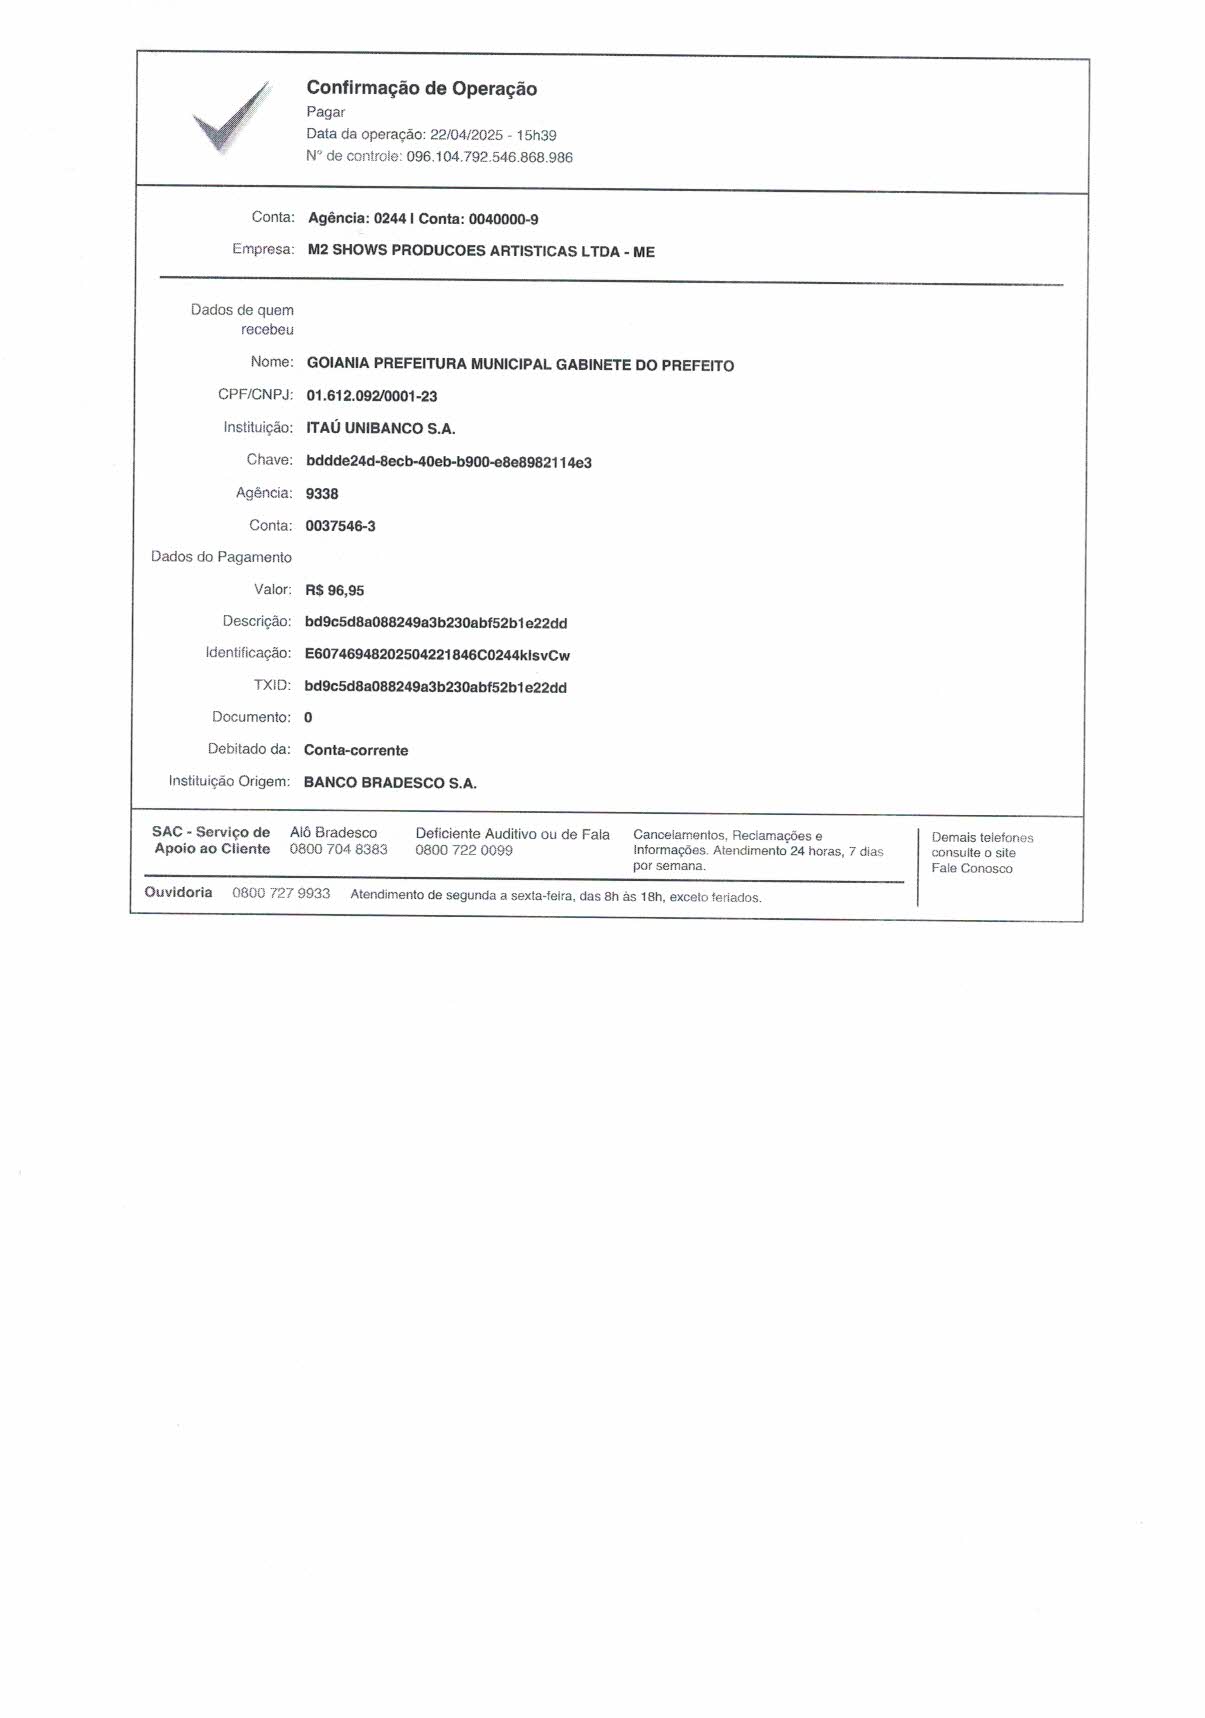 Confirmação de Operação
Pagar
Data da operação: 22/04/2025 - 15h39
N° de controle: 096.104.792.546.868.986
Conta: Agência: 0244 I Conta: 0040000-9
Empresa: M2 SHOWS PRODUCOES ARTISTICAS LTDA - ME
Dados de quem
recebeu
Nome: GOIANIA PREFEITURA MUNICIPAL GABINETE DO PREFEITO
CPF/CNPJ: 01.612.092/0001-23
Instituição: ITAÚ UNIBANCO S.A.
Chave: bddde24d-8ecb-40eb-b900-e8e8982114e3
Agência: 9338
Conta: 0037546-3
Dados do Pagamento
Valor: R$ 96,95
Descrição: bd9c5d8a088249a3b230abf52b1e22dd
Identificação: E60746948202504221846C0244klsvCw
TXID: bd9c5d8a088249a3b230abf52b1e22dd
Documento: 0
Debitado da: Conta-corrente
Instituição Origem: BANCO BRADESCO S.A.
SAC - Serviço de Apoio ao Cliente
Alô Bradesco
0800 704 8383
Deficiente Auditivo ou de Fala
0800 722 0099
Cancelamentos, Reclamações e
Informações. Atendimento 24 horas, 7 dias
por semana.
Demais telefones
consulte o site
Fale Conosco
Ouvidoria 0800 727 9933 Atendimento de segunda a sexta-feira, das 8h às 18h, exceto feriados.